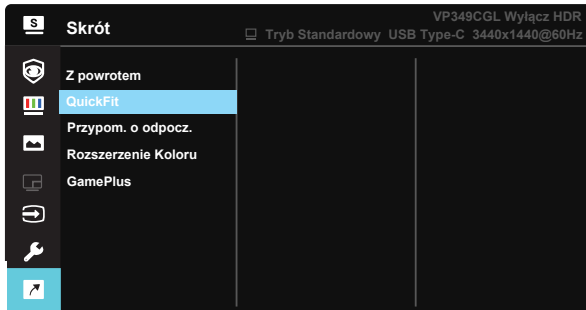 S
Skrót
VP349CGL Wyłącz HDR
Tryb Standardowy USB Type-C 3440x1440@60Hz
Z powrotem
QuickFit
Przypom. o odpocz.
Rozszerzenie Koloru
GamePlus